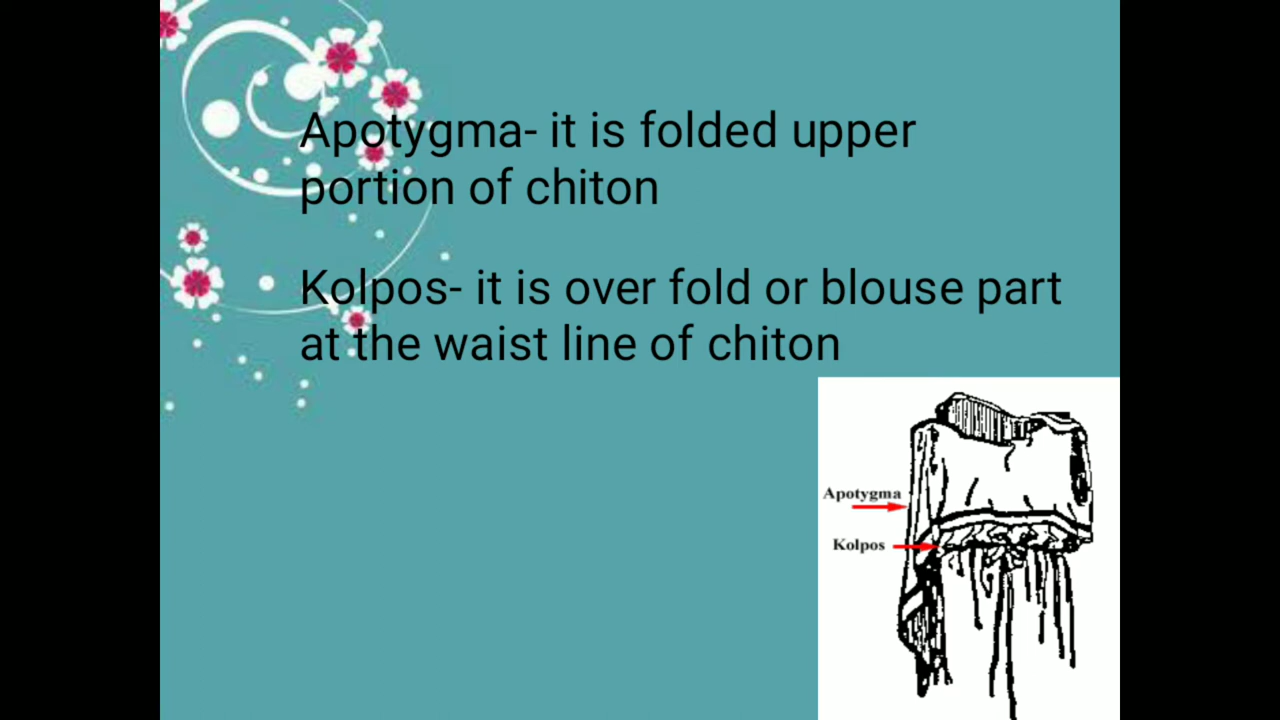 Apotygma- it is folded upper
portion of chiton
Kolpos- it is over fold or blouse part
at the waist line of chiton
Apotygma
Kolpos